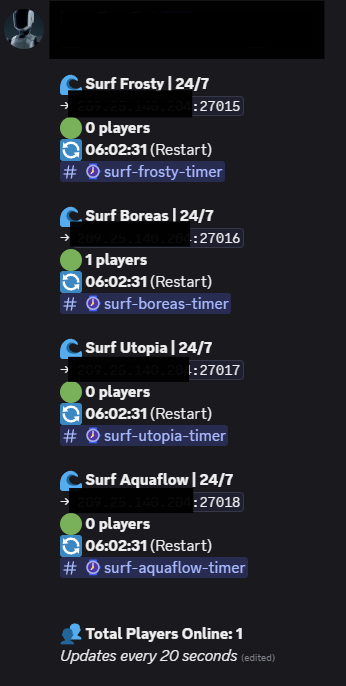 Surf Frosty | 24/7
→ :27015
0 players
06:02:31 (Restart)
# surf-frosty-timer
Surf Boreas | 24/7
→ :27016
1 players
06:02:31 (Restart)
# surf-boreas-timer
Surf Utopia | 24/7
→ :27017
0 players
06:02:31 (Restart)
# surf-utopia-timer
Surf Aquaflow | 24/7
→ :27018
0 players
06:02:31 (Restart)
# surf-aquaflow-timer
Total Players Online: 1
Updates every 20 seconds (edited)